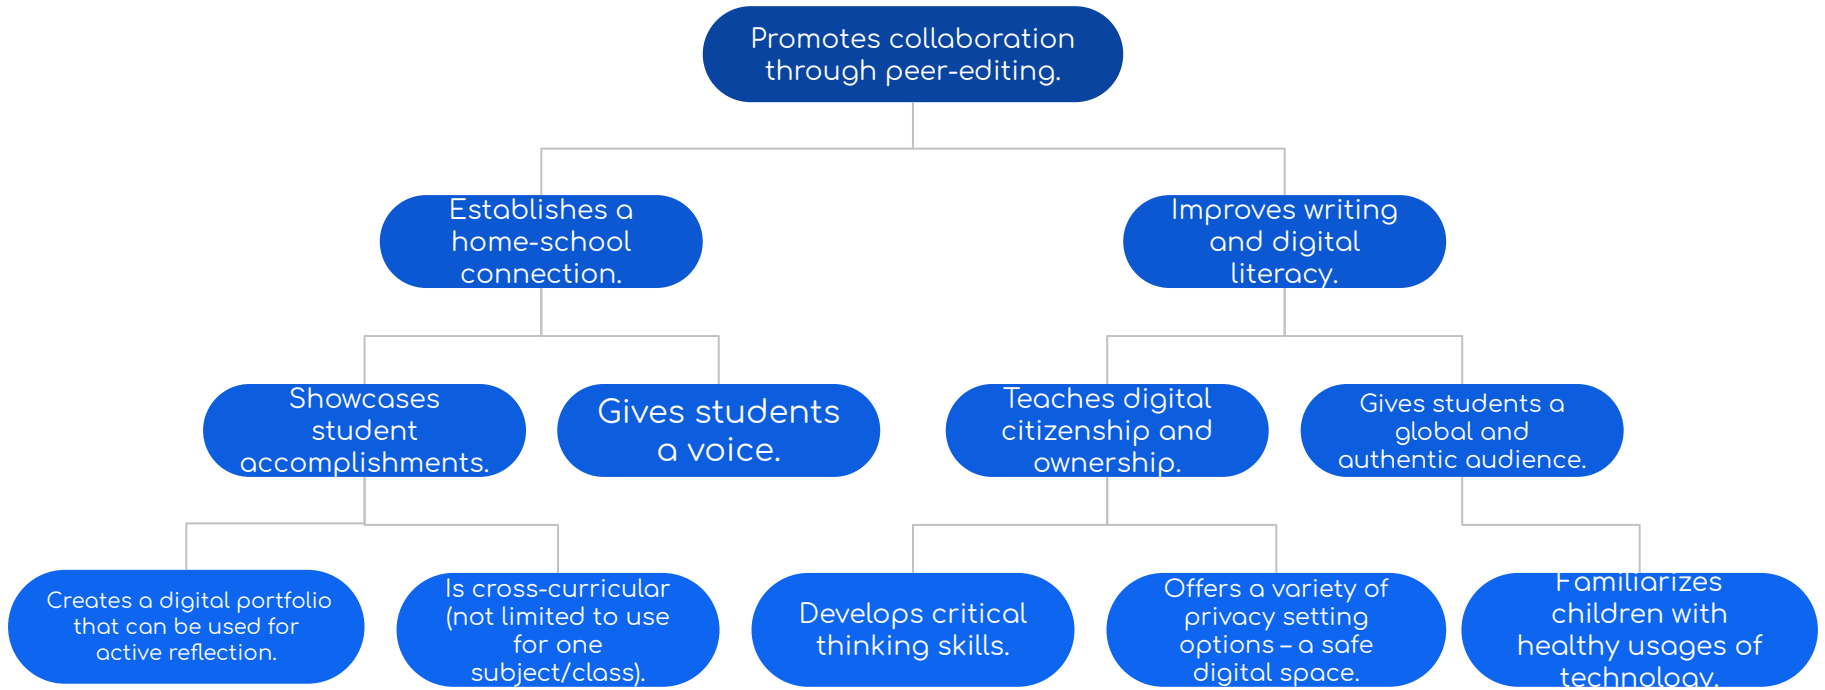 Promotes collaboration
through peer-editing.
Establishes a
home-school
connection.
Improves writing
and digital
literacy.
Showcases
student
accomplishments.
Gives students
a voice.
Teaches digital
citizenship and
ownership.
Gives students a
global and
authentic audience.
Creates a digital portfolio
that can be used for
active reflection.
Is cross-curricular
(not limited to use
for one
subject/class).
Develops critical
thinking skills.
Offers a variety of
privacy setting
options – a safe
digital space.
Familiarizes
children with
healthy usages of
technology.